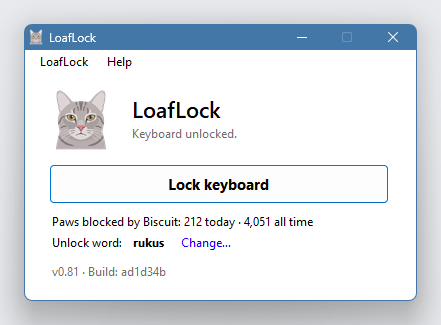 LoafLock
LoafLock Help
LoafLock
Keyboard unlocked.
Lock keyboard
Paws blocked by Biscuit: 212 today · 4,051 all time
Unlock word: rukus Change...
v0.81 · Build: ad1d34b